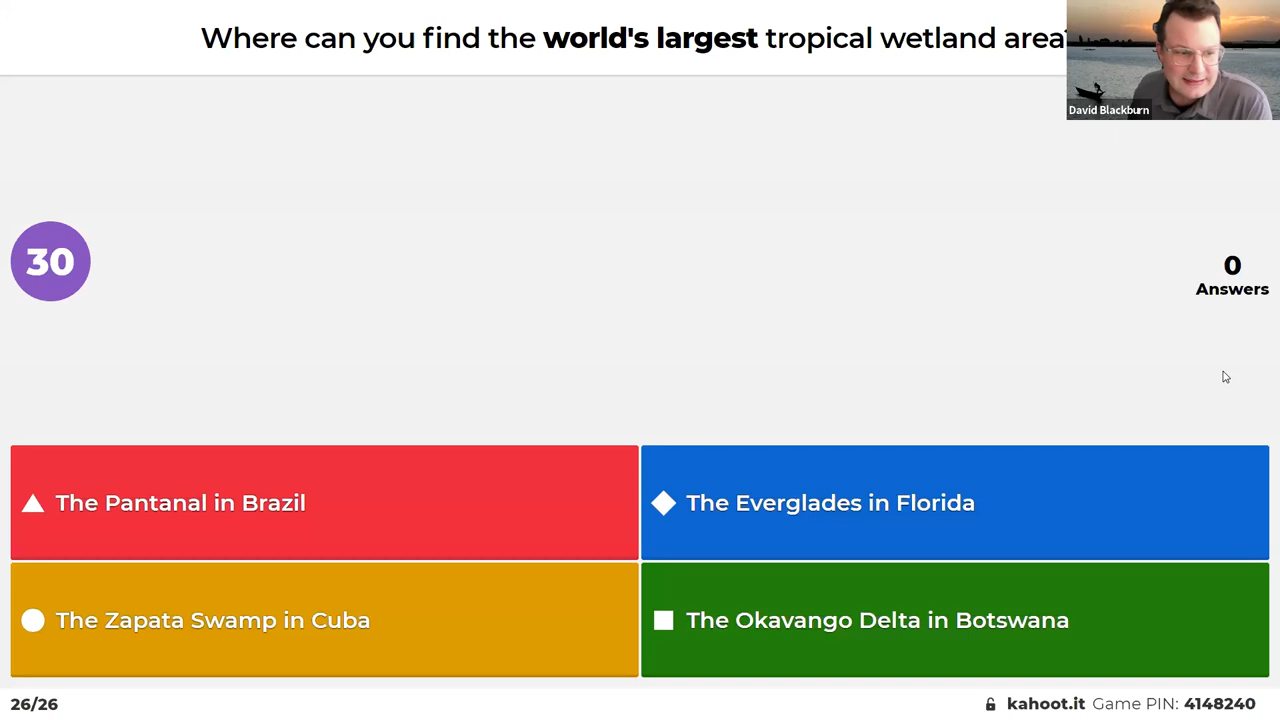 Where can you find the world's largest tropical wetland area?
David Blackburn
30
0
Answers
The Pantanal in Brazil
The Everglades in Florida
The Zapata Swamp in Cuba
The Okavango Delta in Botswana
26/26
kahoot.it Game PIN: 4148240